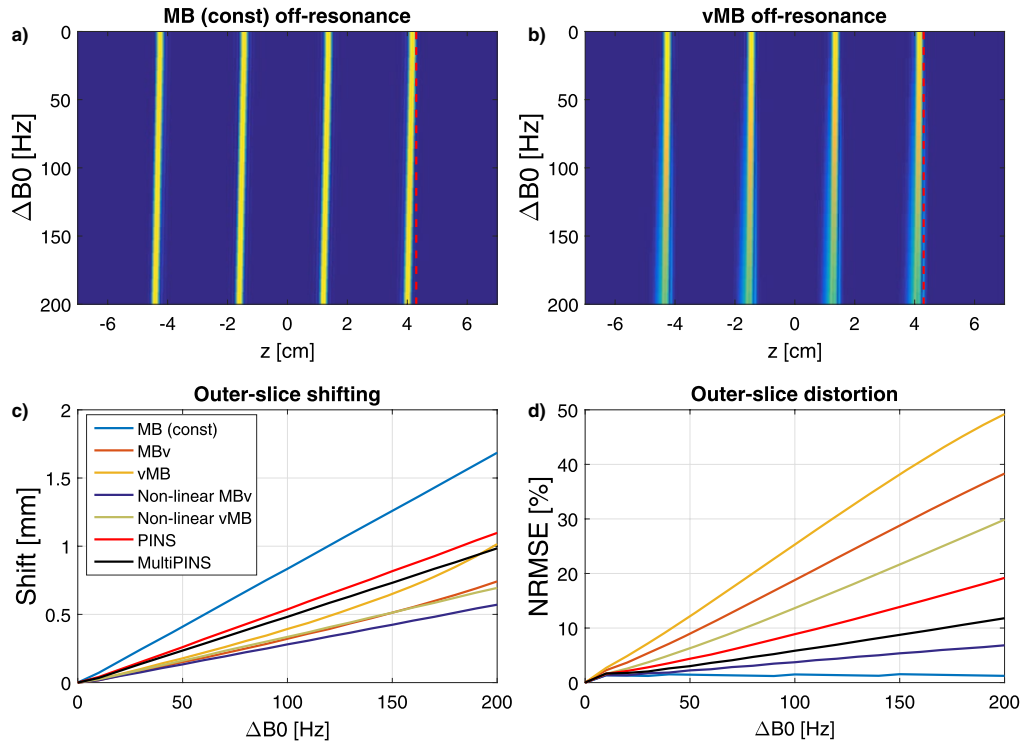 MB (const) off-resonance
a)
0
50
100
150
200
ΔB0 [Hz]
-6 -4 -2 0 2 4 6
z [cm]
vMB off-resonance
b)
0
50
100
150
200
ΔB0 [Hz]
-6 -4 -2 0 2 4 6
z [cm]
Outer-slice shifting
c)
2
1.5
1
0.5
0
Shift [mm]
MB (const)
MBv
vMB
Non-linear MBv
Non-linear vMB
PINS
MultiPINS
0 50 100 150 200
ΔB0 [Hz]
Outer-slice distortion
d)
50
40
30
20
10
0
NRMSE [%]
0 50 100 150 200
ΔB0 [Hz]